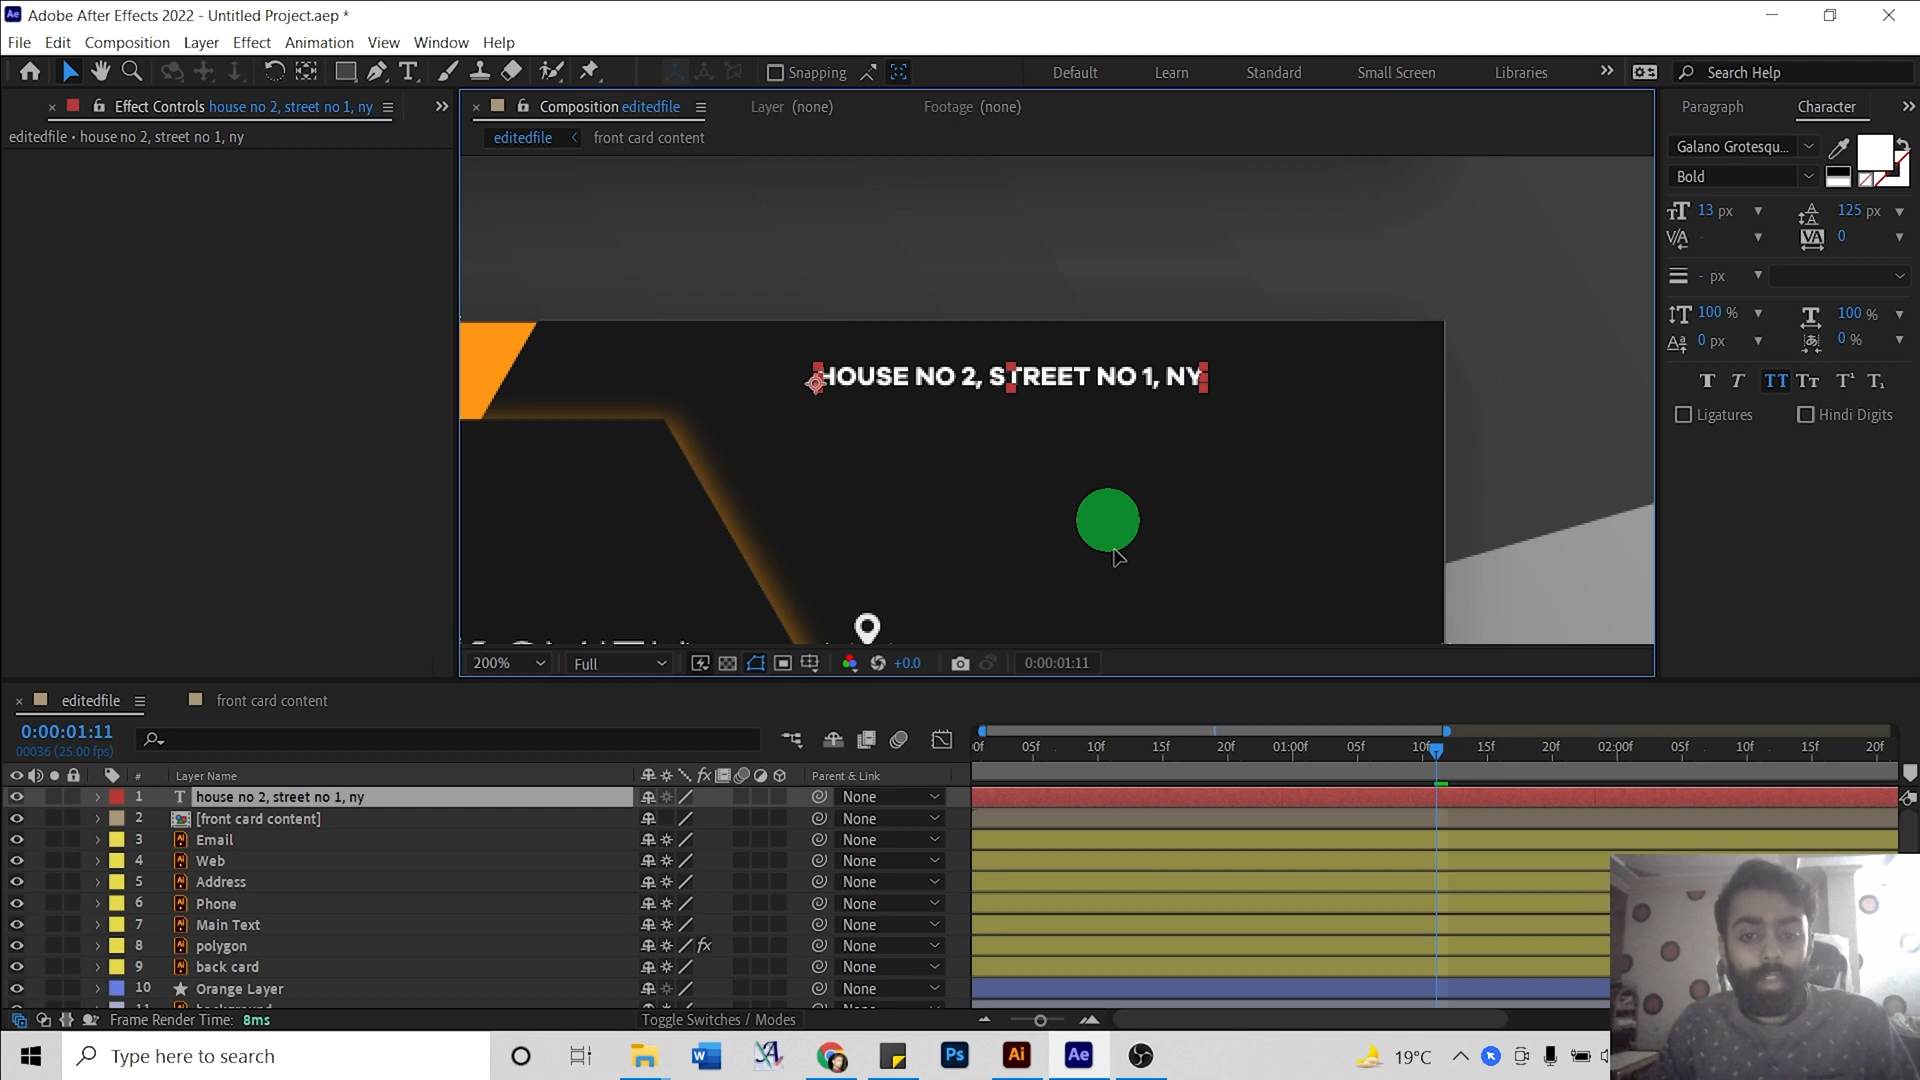 Adobe After Effects 2022 - Untitled Project.aep *
File Edit Composition Layer Effect Animation View Window Help
Snapping Default Learn Standard Small Screen Libraries Search Help
Effect Controls house no 2, street no 1, ny
Composition editedfile
Layer (none)
Footage (none)
Paragraph Character
editedfile • house no 2, street no 1, ny
editedfile front card content
Galano Grotesqu...
Bold
13 px 125 px
0
- px
100 % 100 %
0 px 0 %
T T TT Tt T¹ T₁
Ligatures Hindi Digits
HOUSE NO 2, STREET NO 1, NY
200% Full +0.0 0:00:01:11
editedfile front card content
0:00:01:11
00036 (25.00 fps)
05f 10f 15f 20f 01:00f 05f 10f 15f 20f 02:00f 05f 10f 15f 20f
# Layer Name Parent & Link
1 house no 2, street no 1, ny None
2 [front card content] None
3 Email None
4 Web None
5 Address None
6 Phone None
7 Main Text None
8 polygon fx None
9 back card None
10 Orange Layer None
11 background
Frame Render Time: 8ms Toggle Switches / Modes
Type here to search
19°C